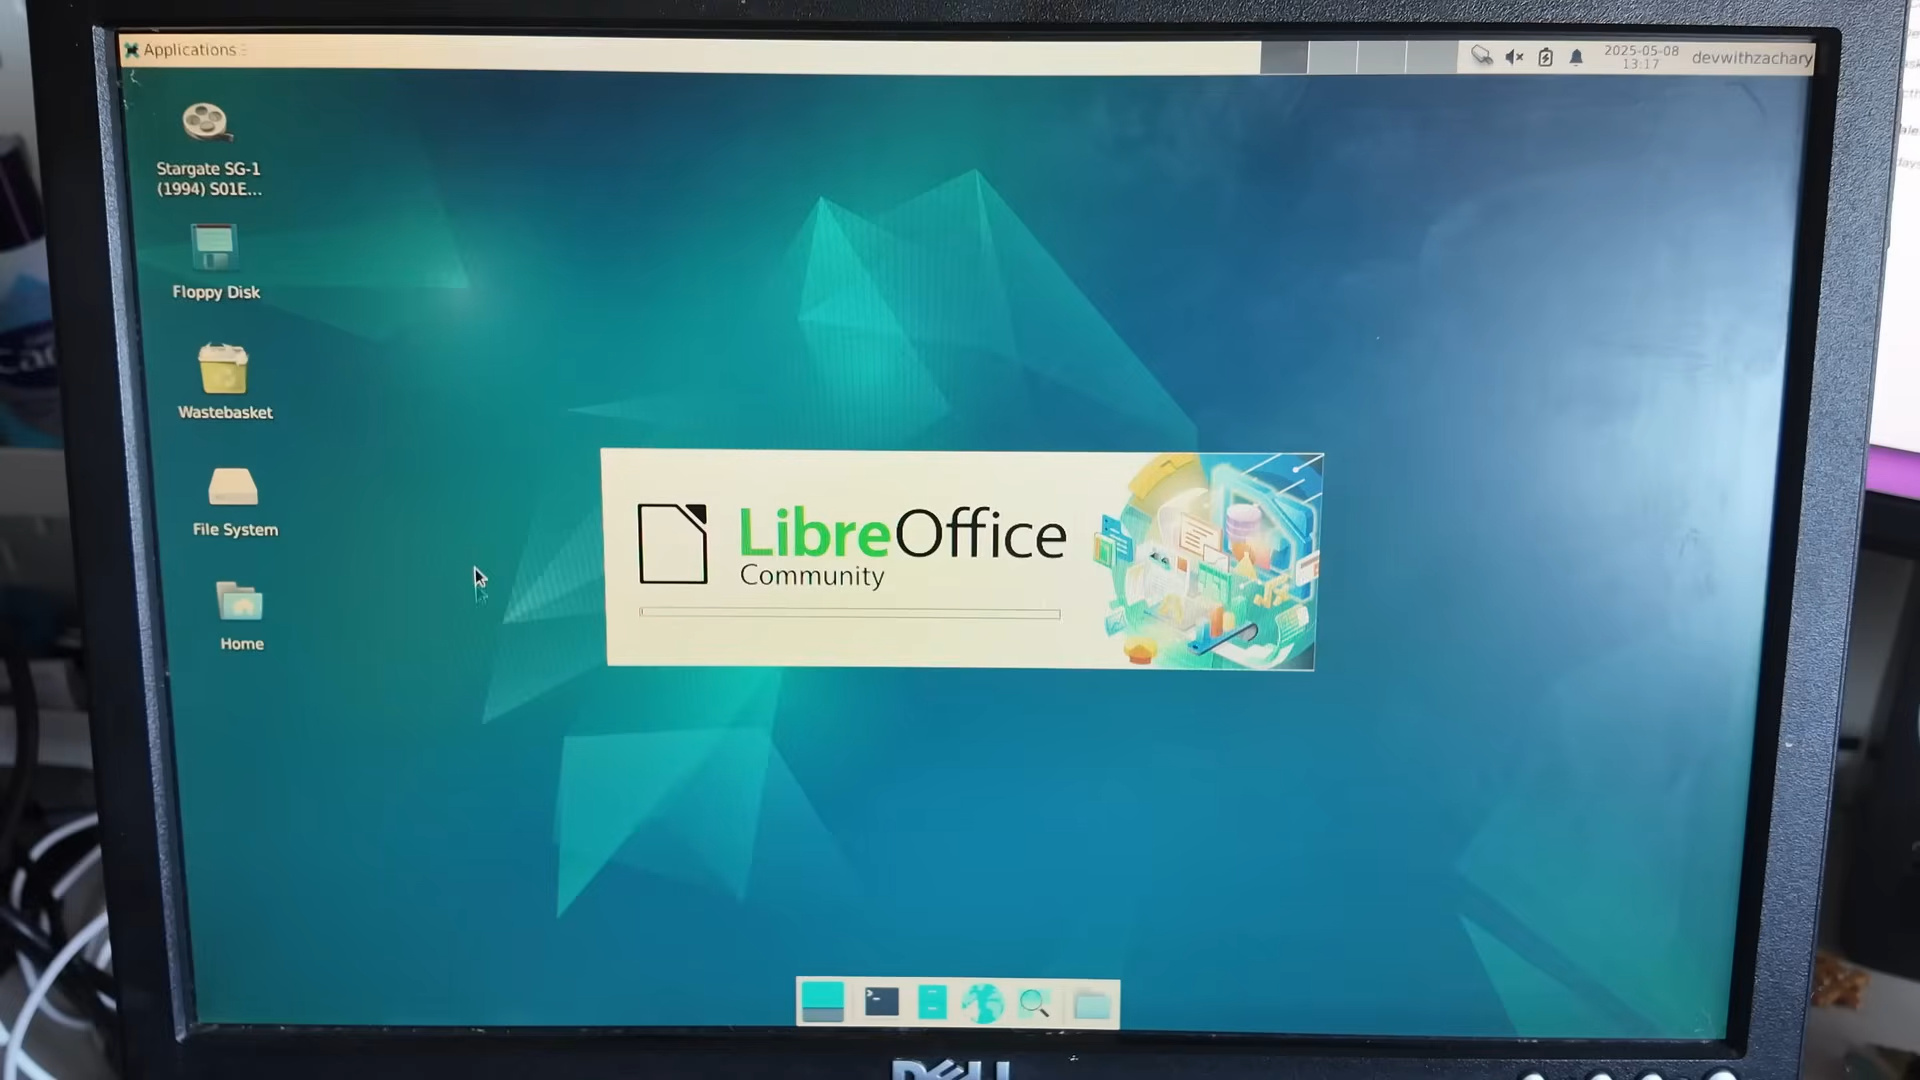 Applications
2025-05-08
13:17
devwithzachary
Stargate SG-1
(1994) S01E...
Floppy Disk
Wastebasket
File System
Home
LibreOffice
Community
DELL